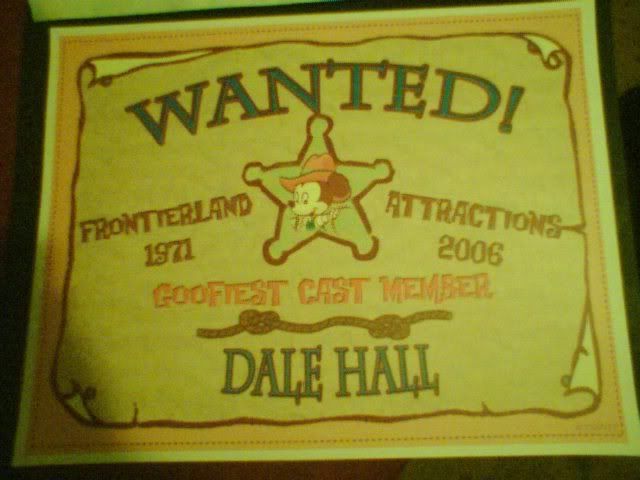 WANTED!
FRONTIERLAND ATTRACTIONS
1971 2006
GOOFIEST CAST MEMBER
DALE HALL